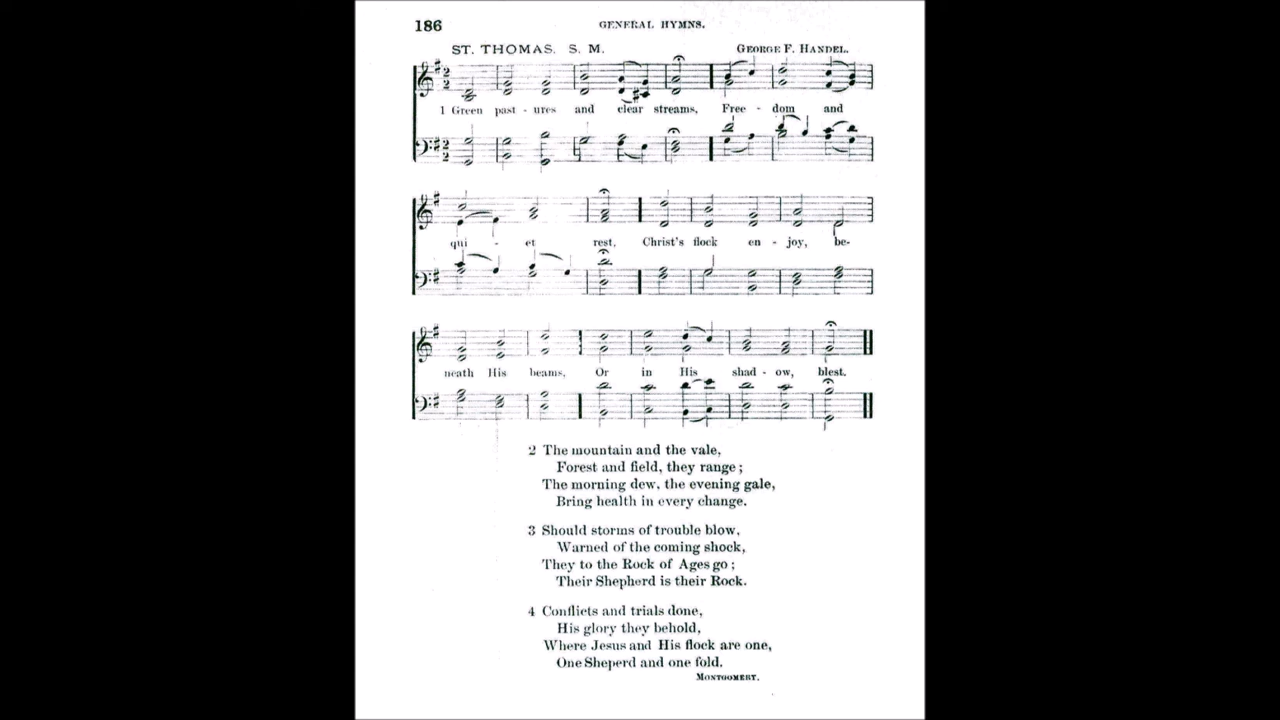 186
GENERAL HYMNS.
ST. THOMAS. S. M. GEORGE F. HANDEL.
1 Green past - ures and clear streams, Free - dom and
qui - et rest, Christ's flock en - joy, be-
neath His beams, Or in His shad - ow, blest.
2 The mountain and the vale,
Forest and field, they range;
The morning dew, the evening gale,
Bring health in every change.
3 Should storms of trouble blow,
Warned of the coming shock,
They to the Rock of Ages go;
Their Shepherd is their Rock.
4 Conflicts and trials done,
His glory they behold,
Where Jesus and His flock are one,
One Sheperd and one fold.
MONTGOMERY.